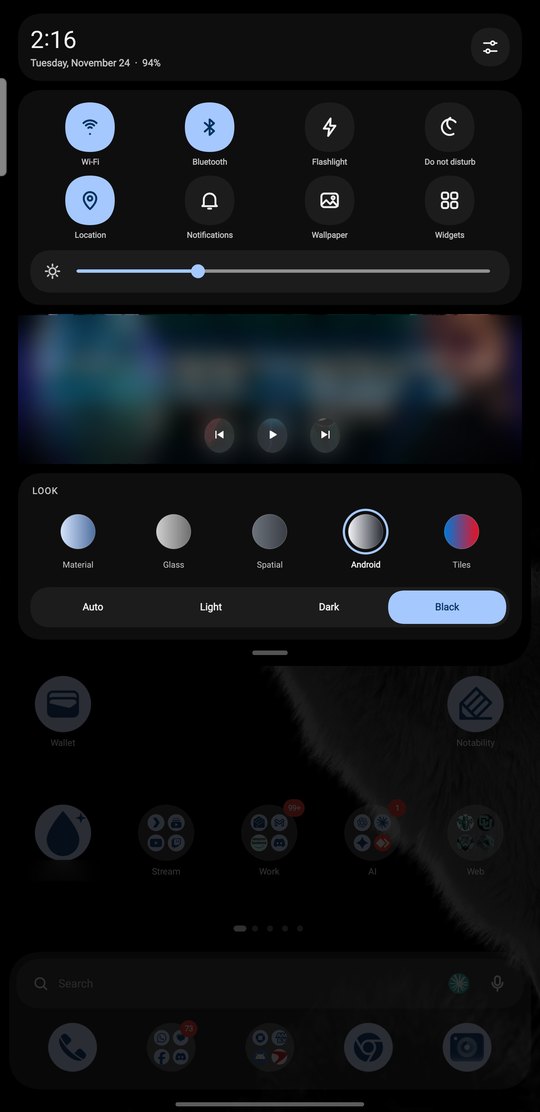 2:16
Tuesday, November 24 · 94%
Wi-Fi
Bluetooth
Flashlight
Do not disturb
Location
Notifications
Wallpaper
Widgets
LOOK
Material
Glass
Spatial
Android
Tiles
Auto
Light
Dark
Black
Wallet
Notability
99+
1
Stream
Work
AI
Web
Search
73